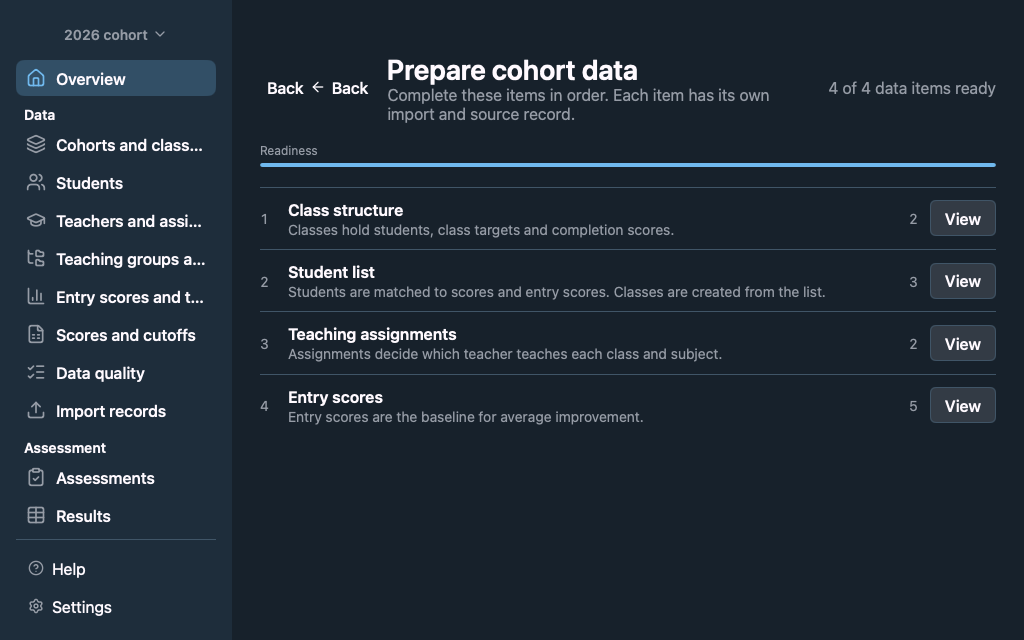 2026 cohort
Overview
Data
Cohorts and class...
Students
Teachers and assi...
Teaching groups a...
Entry scores and t...
Scores and cutoffs
Data quality
Import records
Assessment
Assessments
Results
Help
Settings
Back ← Back
Prepare cohort data
Complete these items in order. Each item has its own
import and source record.
4 of 4 data items ready
Readiness
1 Class structure 2 View
Classes hold students, class targets and completion scores.
2 Student list 3 View
Students are matched to scores and entry scores. Classes are created from the list.
3 Teaching assignments 2 View
Assignments decide which teacher teaches each class and subject.
4 Entry scores 5 View
Entry scores are the baseline for average improvement.